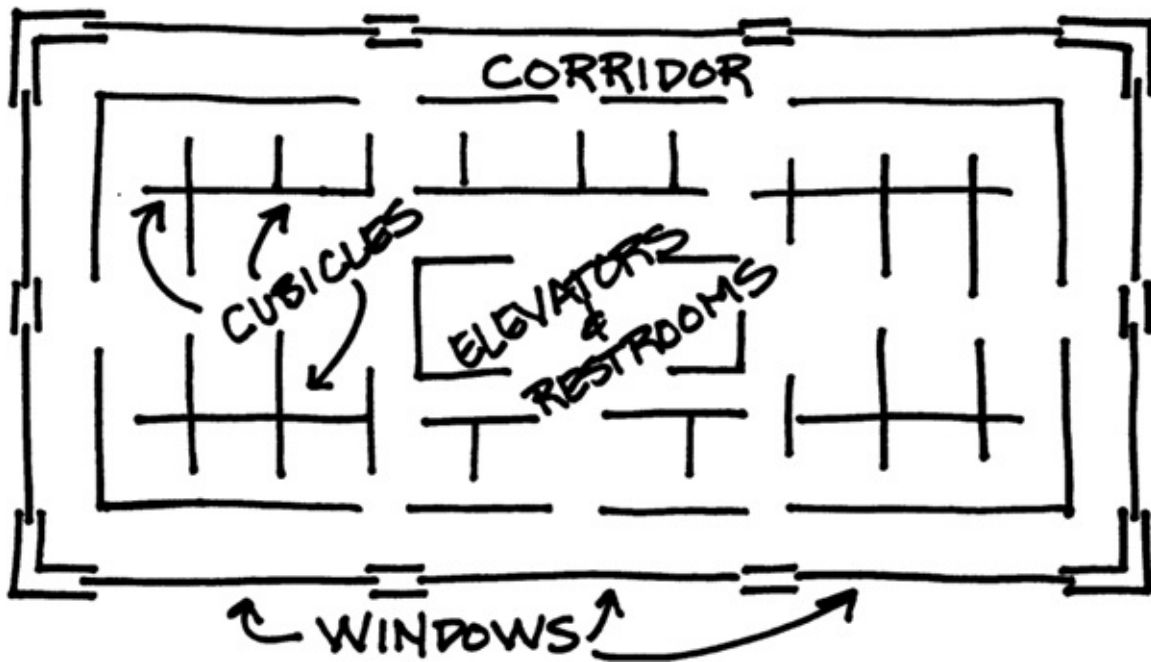 CORRIDOR
CUBICLES
ELEVATORS
&
RESTROOMS
WINDOWS